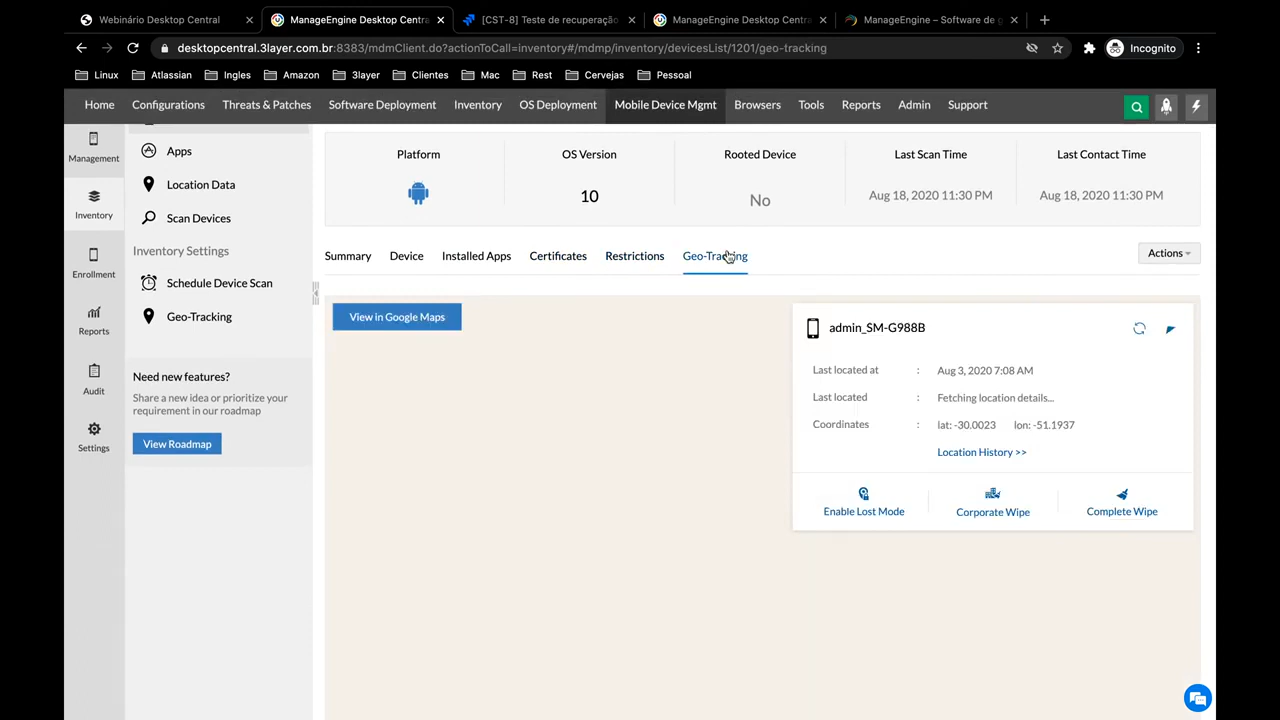 Webinário Desktop Central
ManageEngine Desktop Centra
[CST-8] Teste de recuperação
ManageEngine Desktop Centra
ManageEngine – Software de g
desktopcentral.3layer.com.br:8383/mdmClient.do?actionToCall=inventory#/mdmp/inventory/devicesList/1201/geo-tracking
Incognito
Linux
Atlassian
Ingles
Amazon
3layer
Clientes
Mac
Rest
Cervejas
Pessoal
Home
Configurations
Threats & Patches
Software Deployment
Inventory
OS Deployment
Mobile Device Mgmt
Browsers
Tools
Reports
Admin
Support
Management
Inventory
Enrollment
Reports
Audit
Settings
Apps
Location Data
Scan Devices
Inventory Settings
Schedule Device Scan
Geo-Tracking
Need new features?
Share a new idea or prioritize your
requirement in our roadmap
View Roadmap
Platform
OS Version
10
Rooted Device
No
Last Scan Time
Aug 18, 2020 11:30 PM
Last Contact Time
Aug 18, 2020 11:30 PM
Summary
Device
Installed Apps
Certificates
Restrictions
Geo-Tracking
Actions
View in Google Maps
admin_SM-G988B
Last located at : Aug 3, 2020 7:08 AM
Last located : Fetching location details...
Coordinates : lat: -30.0023 lon: -51.1937
Location History >>
Enable Lost Mode
Corporate Wipe
Complete Wipe